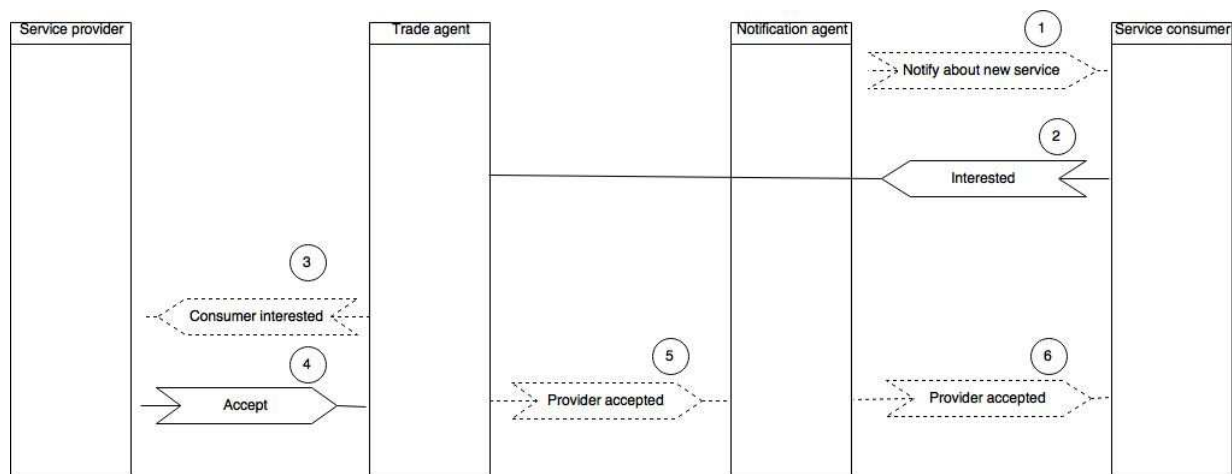 Service provider
Trade agent
Notification agent
Service consumer
1
Notify about new service
2
Interested
3
Consumer interested
4
Accept
5
Provider accepted
6
Provider accepted